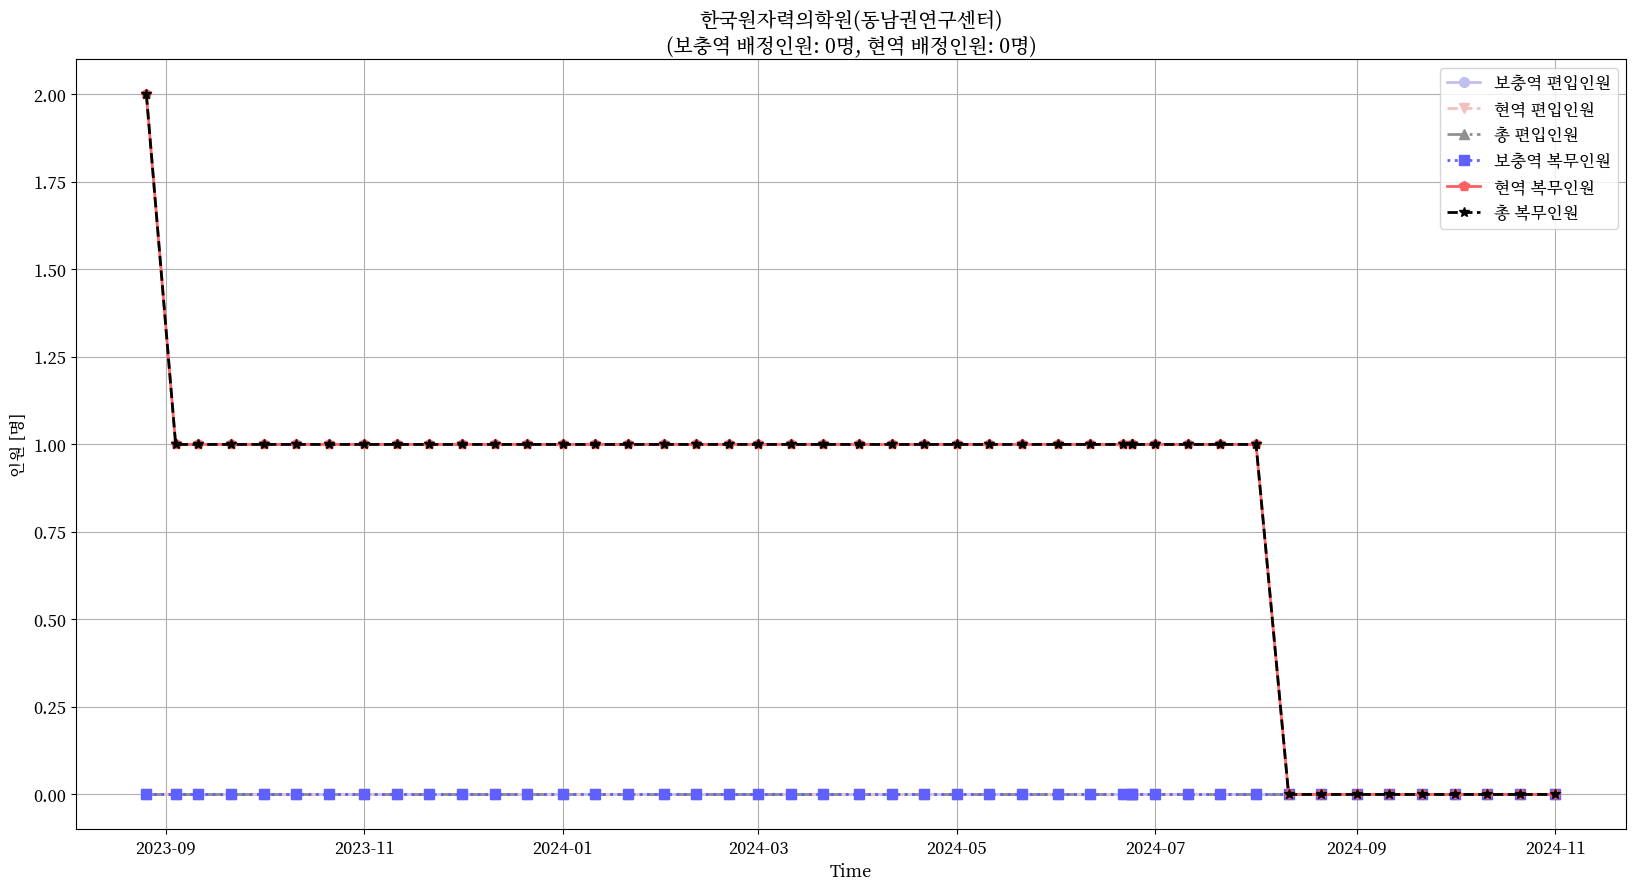 한국원자력의학원(동남권연구센터)
(보충역 배정인원: 0명, 현역 배정인원: 0명)
보충역 편입인원
현역 편입인원
총 편입인원
보충역 복무인원
현역 복무인원
총 복무인원
2.00
1.75
1.50
1.25
1.00
0.75
0.50
0.25
0.00
인원 [명]
2023-09
2023-11
2024-01
2024-03
2024-05
2024-07
2024-09
2024-11
Time